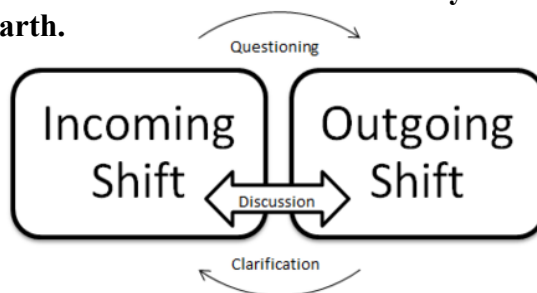 arth.
Questioning
Incoming Outgoing
Shift Shift
Discussion
Clarification